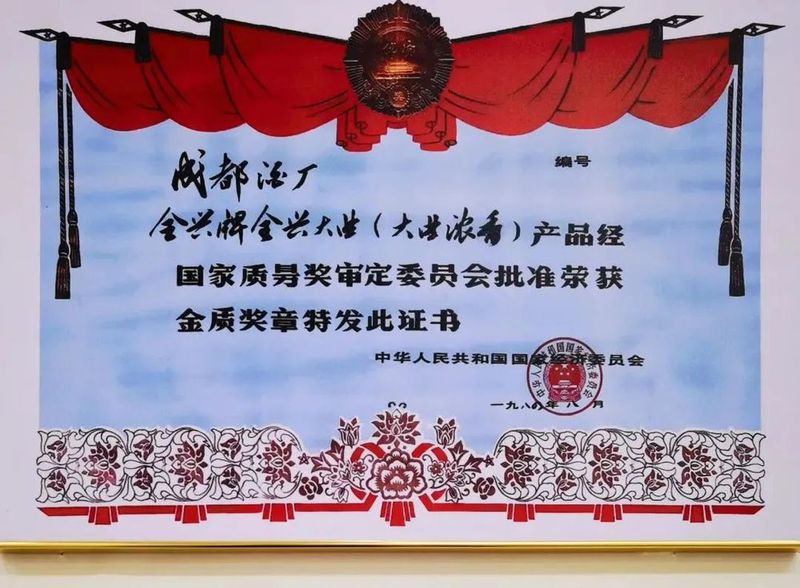 编号
成都酒厂
全兴牌全兴大曲（大曲浓香）产品经
国家质量奖审定委员会批准荣获
金质奖章特发此证书
中华人民共和国国家经济委员会
一九八四年八月